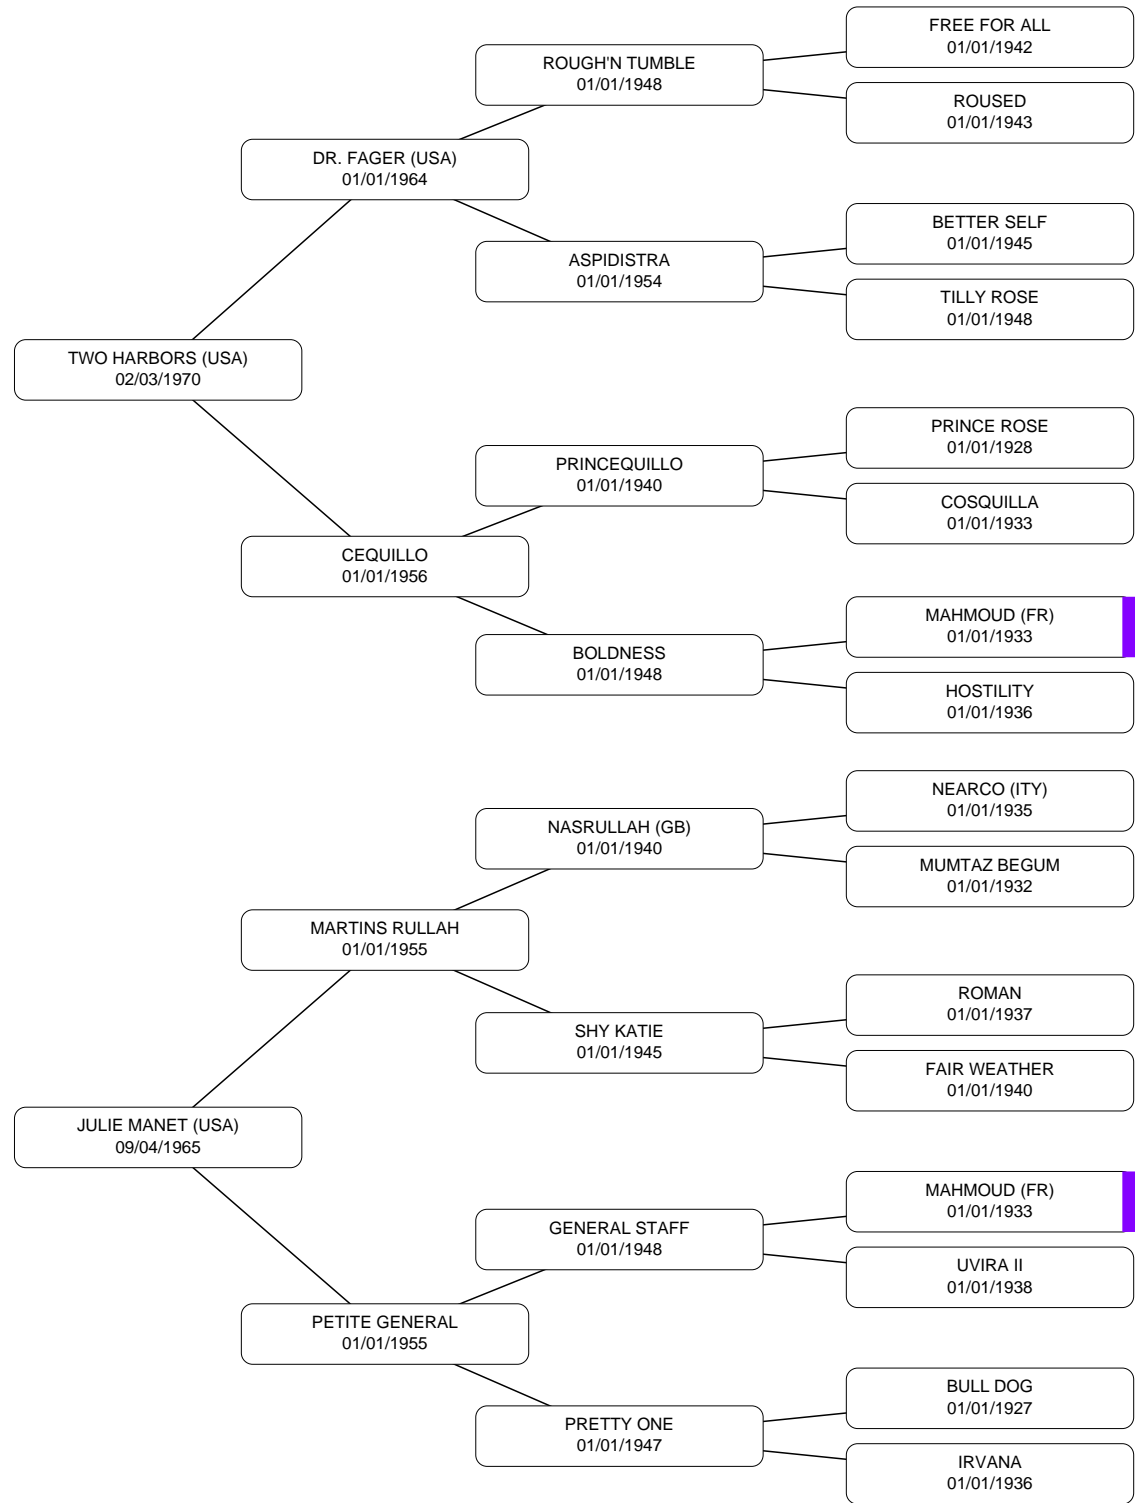 FREE FOR ALL
01/01/1942
ROUGH'N TUMBLE
01/01/1948
ROUSED
01/01/1943
DR. FAGER (USA)
01/01/1964
BETTER SELF
01/01/1945
ASPIDISTRA
01/01/1954
TILLY ROSE
01/01/1948
TWO HARBORS (USA)
02/03/1970
PRINCE ROSE
01/01/1928
PRINCEQUILLO
01/01/1940
COSQUILLA
01/01/1933
CEQUILLO
01/01/1956
MAHMOUD (FR)
01/01/1933
BOLDNESS
01/01/1948
HOSTILITY
01/01/1936
NEARCO (ITY)
01/01/1935
NASRULLAH (GB)
01/01/1940
MUMTAZ BEGUM
01/01/1932
MARTINS RULLAH
01/01/1955
ROMAN
01/01/1937
SHY KATIE
01/01/1945
FAIR WEATHER
01/01/1940
JULIE MANET (USA)
09/04/1965
MAHMOUD (FR)
01/01/1933
GENERAL STAFF
01/01/1948
UVIRA II
01/01/1938
PETITE GENERAL
01/01/1955
BULL DOG
01/01/1927
PRETTY ONE
01/01/1947
IRVANA
01/01/1936